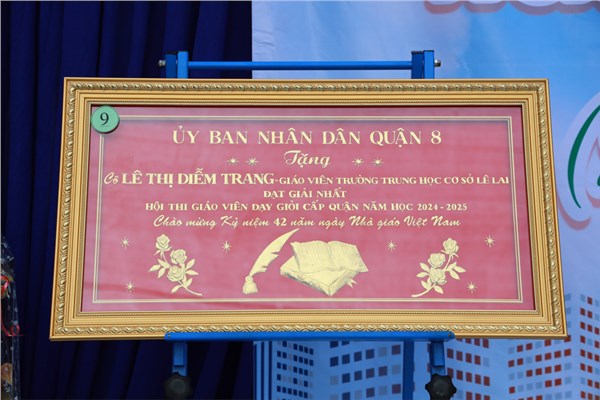 9
ỦY BAN NHÂN DÂN QUẬN 8
Tặng
Cô LÊ THỊ DIỄM TRANG-GIÁO VIÊN TRƯỜNG TRUNG HỌC CƠ SỞ LÊ LAI
ĐẠT GIẢI NHẤT
HỘI THI GIÁO VIÊN DẠY GIỎI CẤP QUẬN NĂM HỌC 2024 - 2025
Chào mừng Kỷ niệm 42 năm ngày Nhà giáo Việt Nam